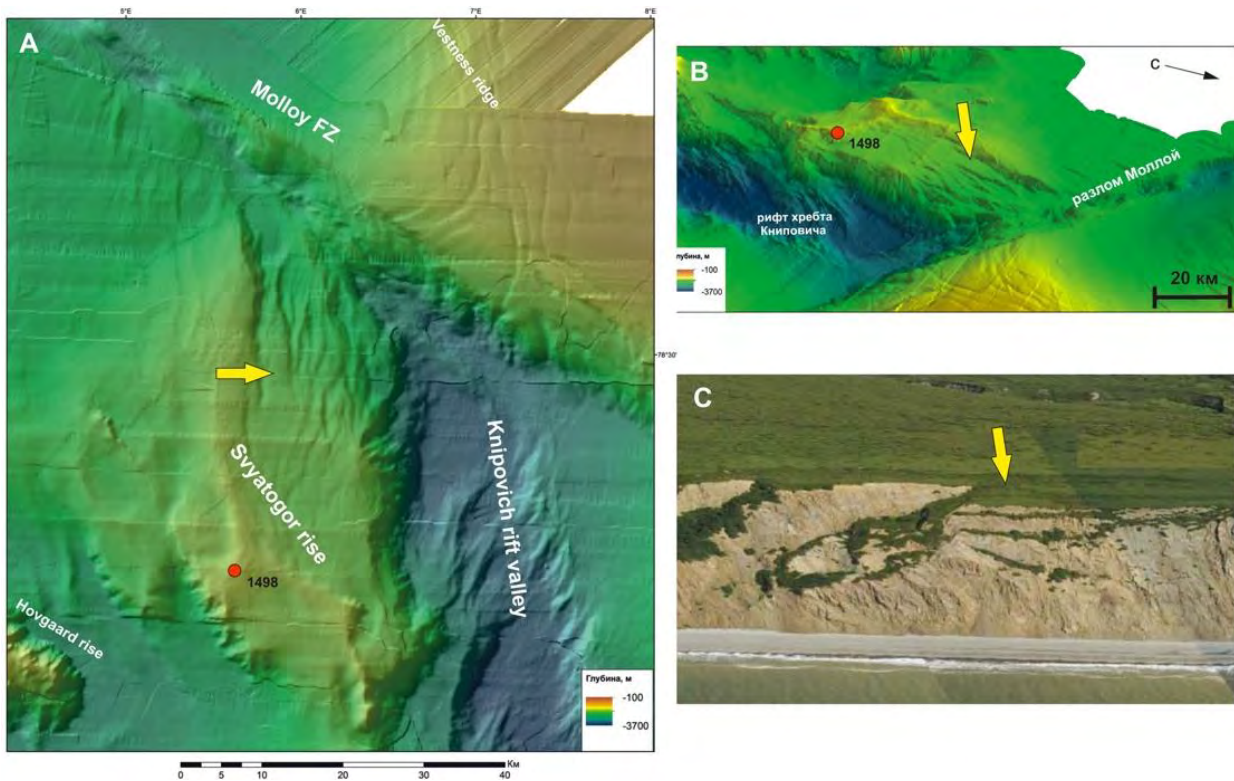 5°E
6°E
7°E
8°E
A
Molloy FZ
Vestness ridge
78°30'
Svyatogor rise
Knipovich rift valley
1498
Hovgaard rise
Глубина, м
-100
-3700
Км
0 5 10 20 30 40
B
С
1498
разлом Моллой
рифт хребта
Книповича
лубина, м
-100
-3700
20 км
C